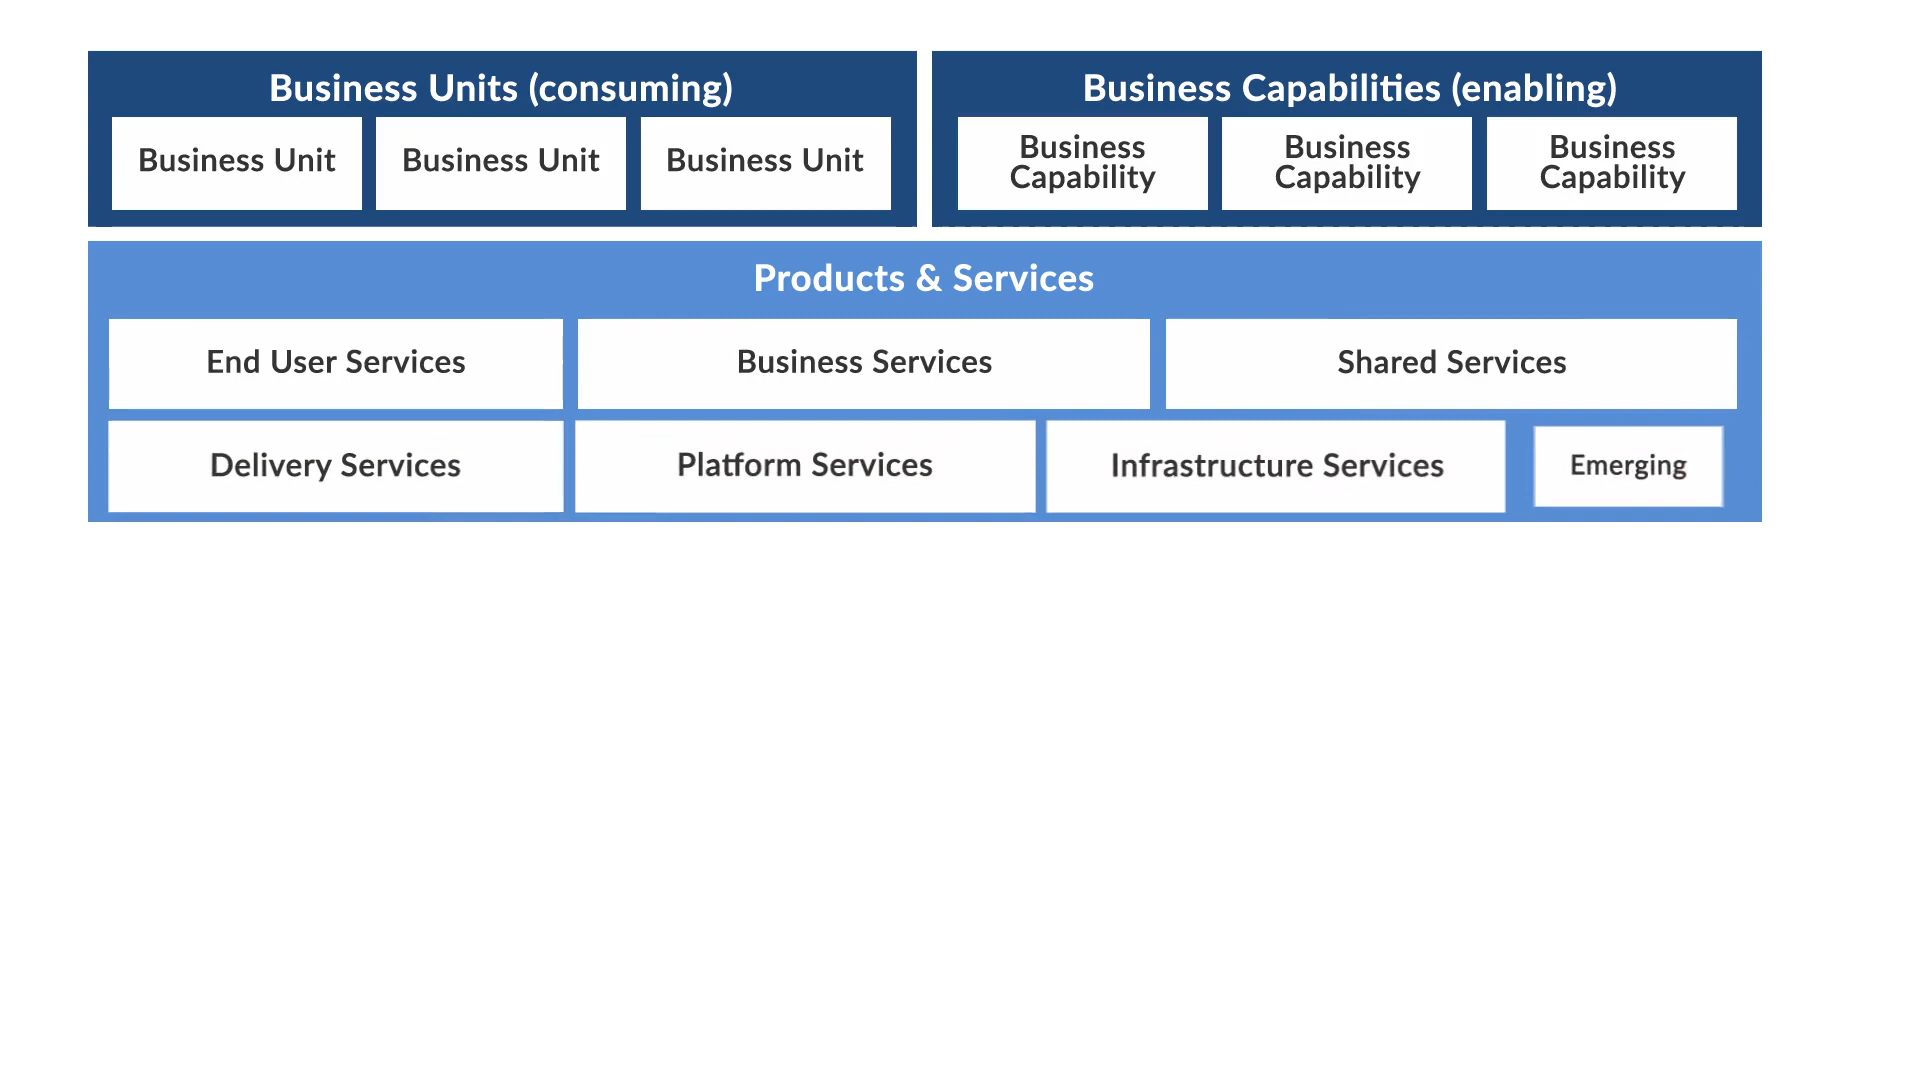 Business Units (consuming)
Business Unit
Business Unit
Business Unit
Business Capabilities (enabling)
Business
Capability
Business
Capability
Business
Capability
Products & Services
End User Services
Business Services
Shared Services
Delivery Services
Platform Services
Infrastructure Services
Emerging